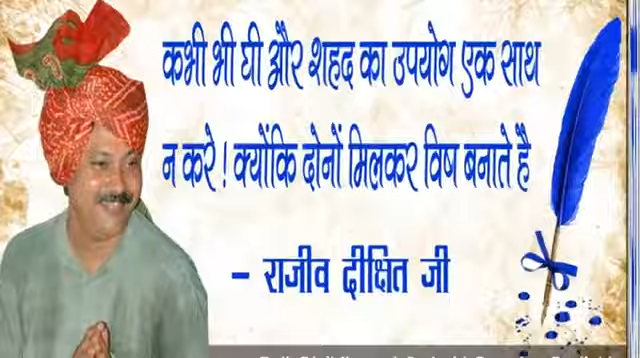 कभी भी घी और शहद का उपयोग एक साथ
न करे ! क्योंकि दोनों मिलकर विष बनाते है
– राजीव दीक्षित जी